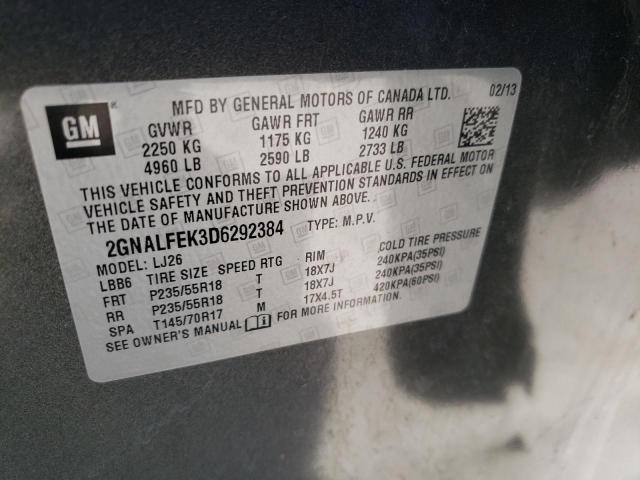 GM
MFD BY GENERAL MOTORS OF CANADA LTD. 02/13
GVWR GAWR FRT GAWR RR
2250 KG 1175 KG 1240 KG
4960 LB 2590 LB 2733 LB
THIS VEHICLE CONFORMS TO ALL APPLICABLE U.S. FEDERAL MOTOR
VEHICLE SAFETY AND THEFT PREVENTION STANDARDS IN EFFECT ON
THE DATE OF MANUFACTURE SHOWN ABOVE.
2GNALFEK3D6292384 TYPE: M.P.V.
MODEL: LJ26
LBB6 TIRE SIZE SPEED RTG RIM COLD TIRE PRESSURE
FRT P235/55R18 T 18X7J 240KPA(35PSI)
RR P235/55R18 T 18X7J 240KPA(35PSI)
SPA T145/70R17 M 17X4.5T 420KPA(60PSI)
SEE OWNER'S MANUAL FOR MORE INFORMATION.